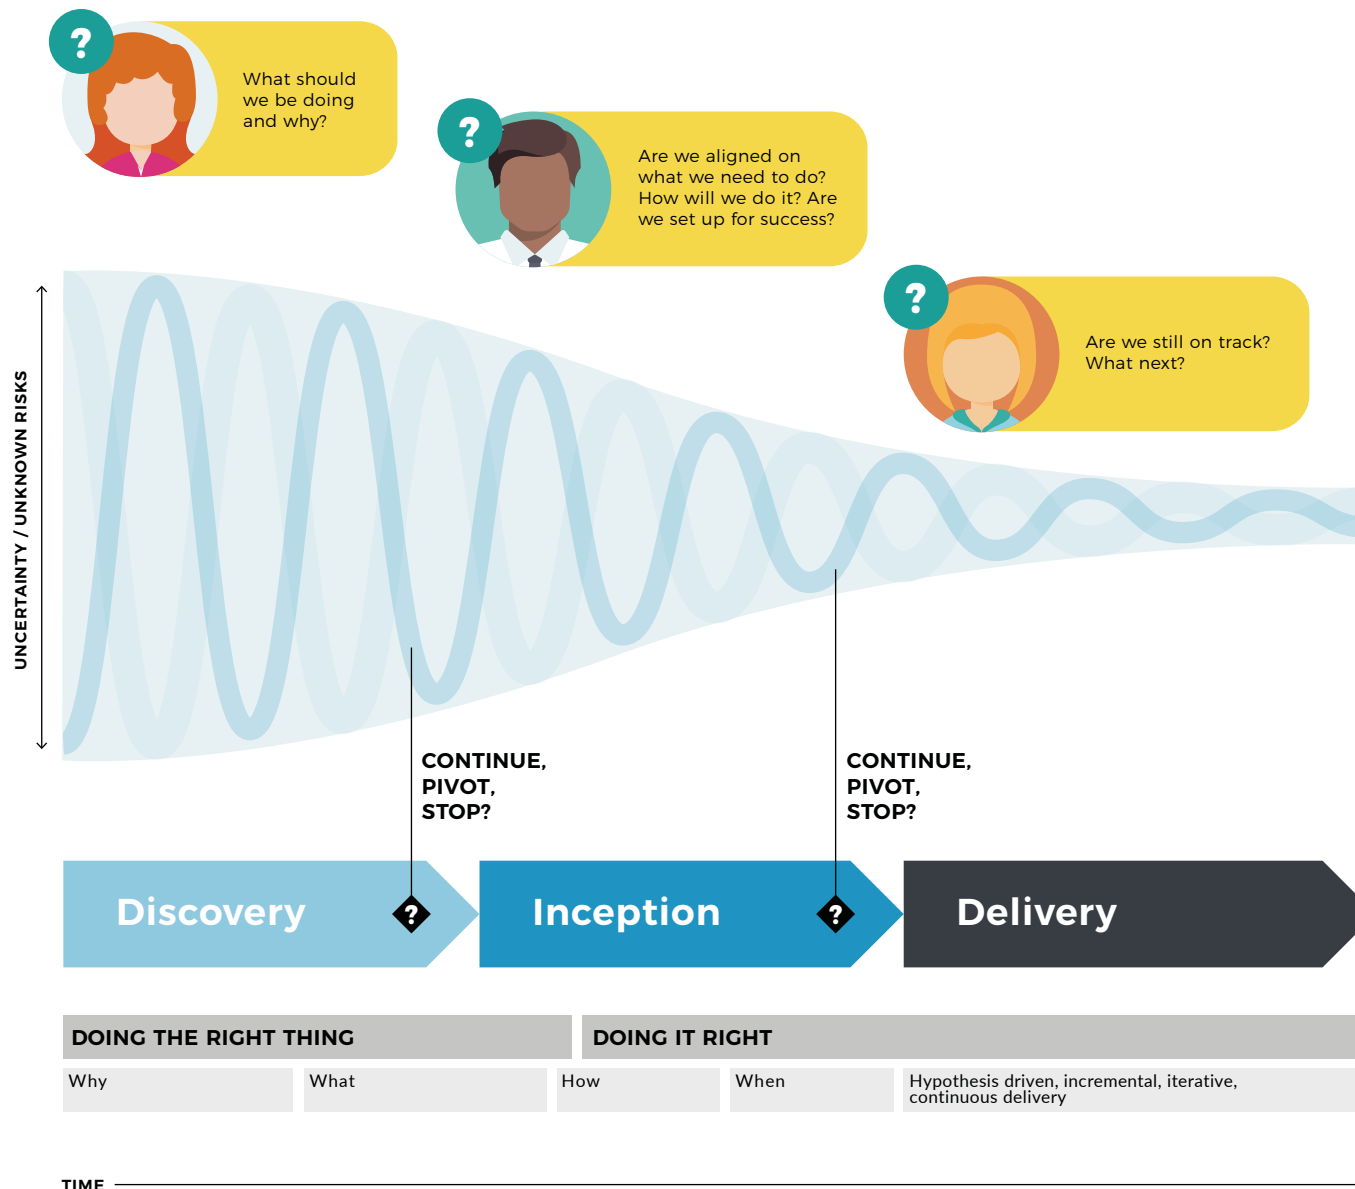 ?
What should
we be doing
and why?
?
Are we aligned on
what we need to do?
How will we do it? Are
we set up for success?
?
Are we still on track?
What next?
UNCERTAINTY / UNKNOWN RISKS
CONTINUE,
PIVOT,
STOP?
CONTINUE,
PIVOT,
STOP?
Discovery
?
Inception
?
Delivery
DOING THE RIGHT THING
DOING IT RIGHT
Why
What
How
When
Hypothesis driven, incremental, iterative,
continuous delivery
TIME